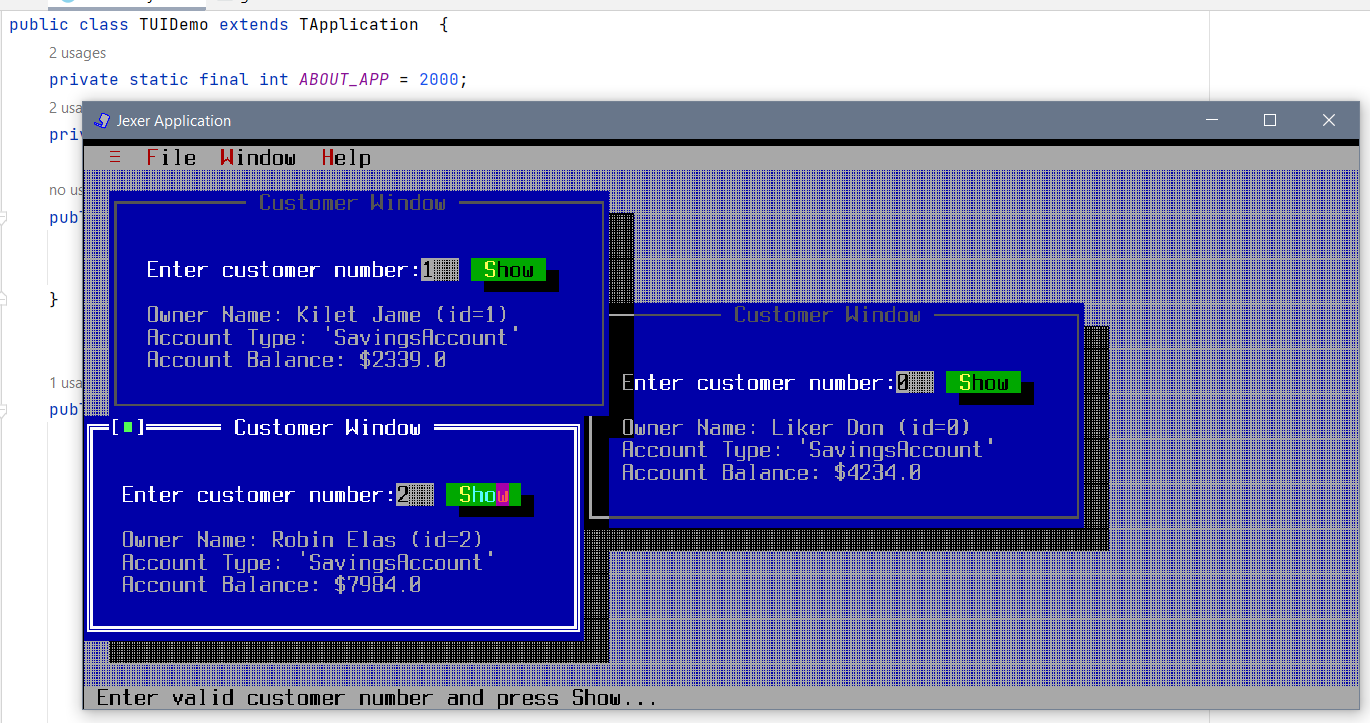 public class TUIDemo extends TApplication {
2 usages
private static final int ABOUT_APP = 2000;
2 usa
priv
no us
publ
}
1 usa
publ
Jexer Application
≡ File Window Help
Customer Window
Enter customer number:1 Show
Owner Name: Kilet Jame (id=1)
Account Type: 'SavingsAccount'
Account Balance: $2339.0
Customer Window
Enter customer number:0 Show
Owner Name: Liker Don (id=0)
Account Type: 'SavingsAccount'
Account Balance: $4234.0
[■] Customer Window
Enter customer number:2 Show
Owner Name: Robin Elas (id=2)
Account Type: 'SavingsAccount'
Account Balance: $7984.0
Enter valid customer number and press Show...